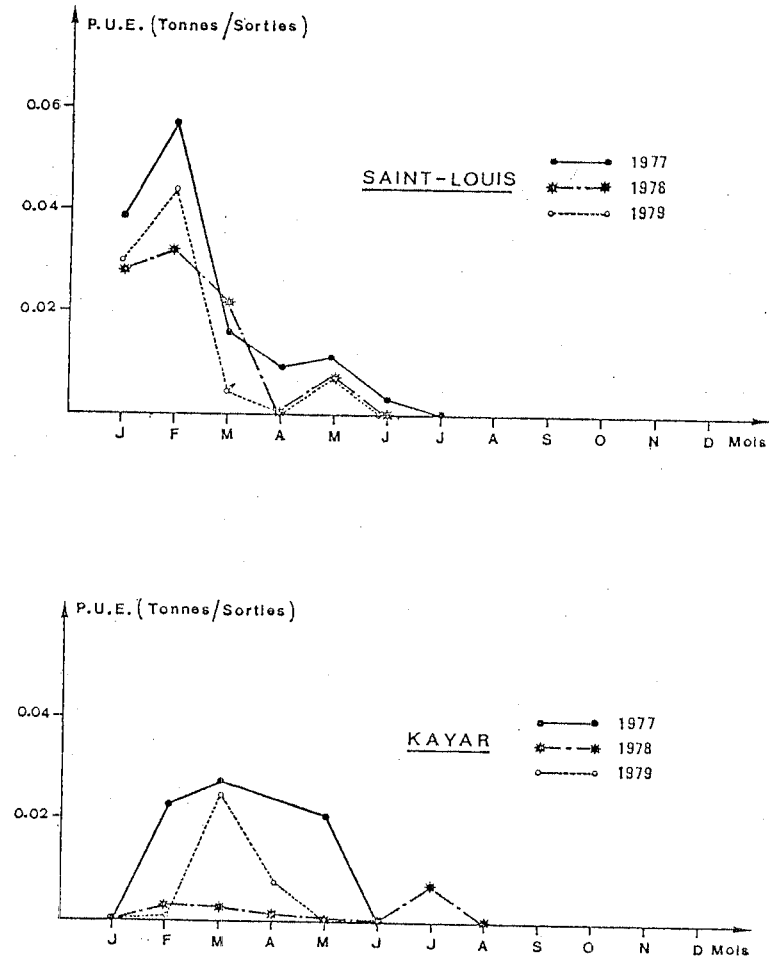 P.U.E. (Tonnes/Sorties)
0.06
0.04
0.02
SAINT-LOUIS
1977
1978
1979
J F M A M J J A S O N D Mois
P.U.E. (Tonnes/Sorties)
0.04
0.02
KAYAR
1977
1978
1979
J F M A M J J A S O N D Mois